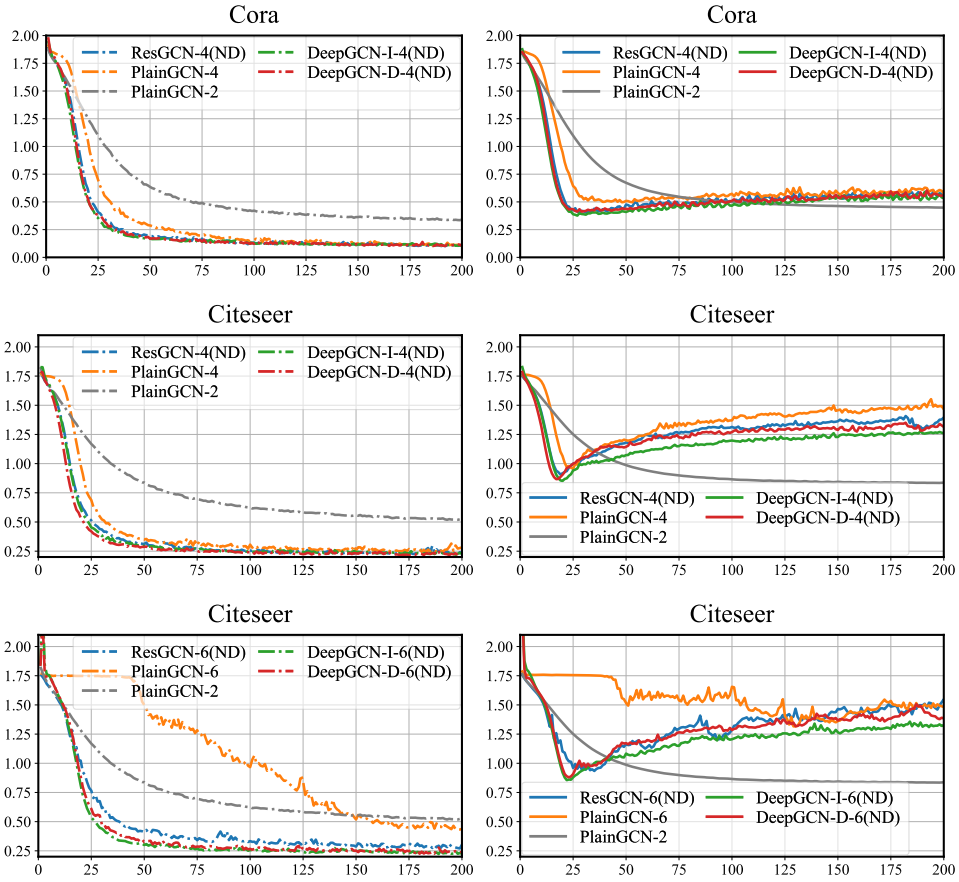 Cora
ResGCN-4(ND) DeepGCN-I-4(ND)
PlainGCN-4 DeepGCN-D-4(ND)
PlainGCN-2
2.00
1.75
1.50
1.25
1.00
0.75
0.50
0.25
0.00
0 25 50 75 100 125 150 175 200
Cora
ResGCN-4(ND) DeepGCN-I-4(ND)
PlainGCN-4 DeepGCN-D-4(ND)
PlainGCN-2
2.00
1.75
1.50
1.25
1.00
0.75
0.50
0.25
0.00
0 25 50 75 100 125 150 175 200
Citeseer
ResGCN-4(ND) DeepGCN-I-4(ND)
PlainGCN-4 DeepGCN-D-4(ND)
PlainGCN-2
2.00
1.75
1.50
1.25
1.00
0.75
0.50
0.25
0 25 50 75 100 125 150 175 200
Citeseer
2.00
1.75
1.50
1.25
1.00
0.75
0.50
0.25
ResGCN-4(ND) DeepGCN-I-4(ND)
PlainGCN-4 DeepGCN-D-4(ND)
PlainGCN-2
0 25 50 75 100 125 150 175 200
Citeseer
ResGCN-6(ND) DeepGCN-I-6(ND)
PlainGCN-6 DeepGCN-D-6(ND)
PlainGCN-2
2.00
1.75
1.50
1.25
1.00
0.75
0.50
0.25
0 25 50 75 100 125 150 175 200
Citeseer
2.00
1.75
1.50
1.25
1.00
0.75
0.50
0.25
ResGCN-6(ND) DeepGCN-I-6(ND)
PlainGCN-6 DeepGCN-D-6(ND)
PlainGCN-2
0 25 50 75 100 125 150 175 200